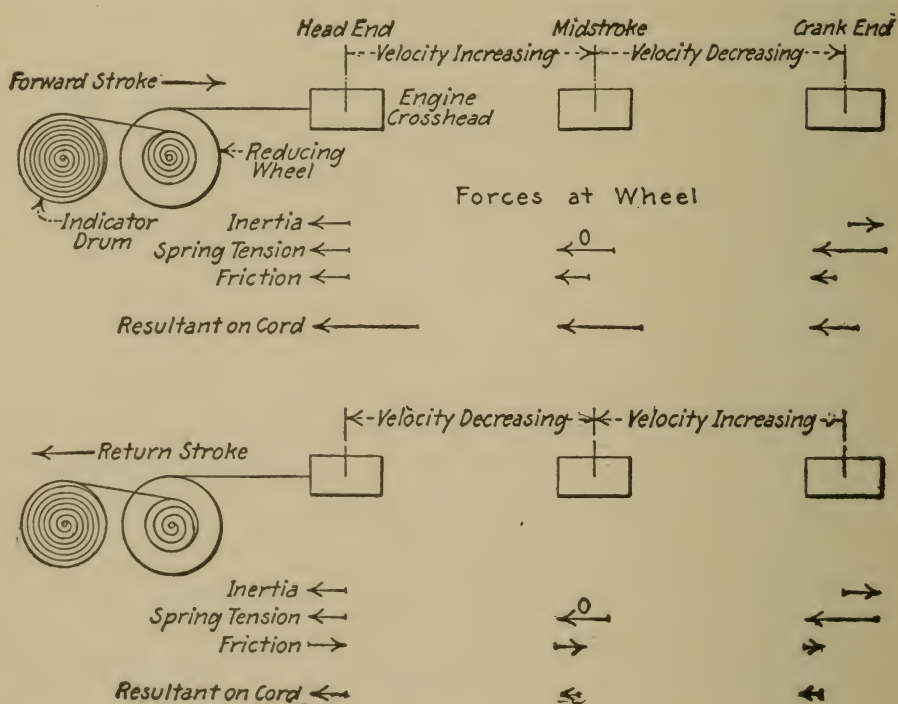 Head End Midstroke Crank End
Velocity Increasing Velocity Decreasing
Forward Stroke
Engine
Crosshead
Reducing
Wheel
Indicator
Drum
Forces at Wheel
Inertia
0
Spring Tension
Friction
Resultant on Cord
Velocity Decreasing Velocity Increasing
Return Stroke
Inertia
0
Spring Tension
Friction
Resultant on Cord